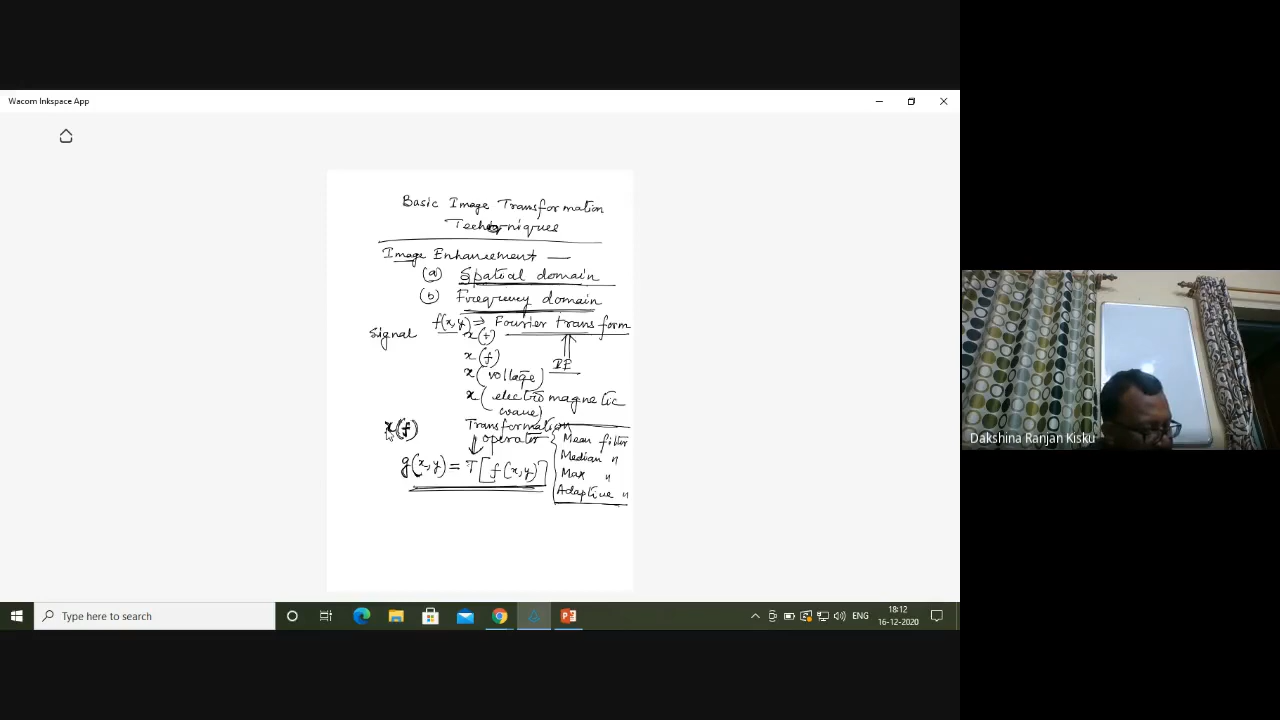 Wacom Inkspace App
Basic Image Transformation
Techniques
Image Enhancement —
(a) Spatial domain
(b) Frequency domain
Signal f(x,y) ⇒ Fourier transform
x(t)
x(f)
x(voltage)
x(electromagnetic
wave)
x(f)
Transformation
operator
g(x,y) = T[f(x,y)]
Mean filter
Median "
Max "
Adaptive "
Dakshina Ranjan Kisku
Type here to search
ENG
18:12
16-12-2020